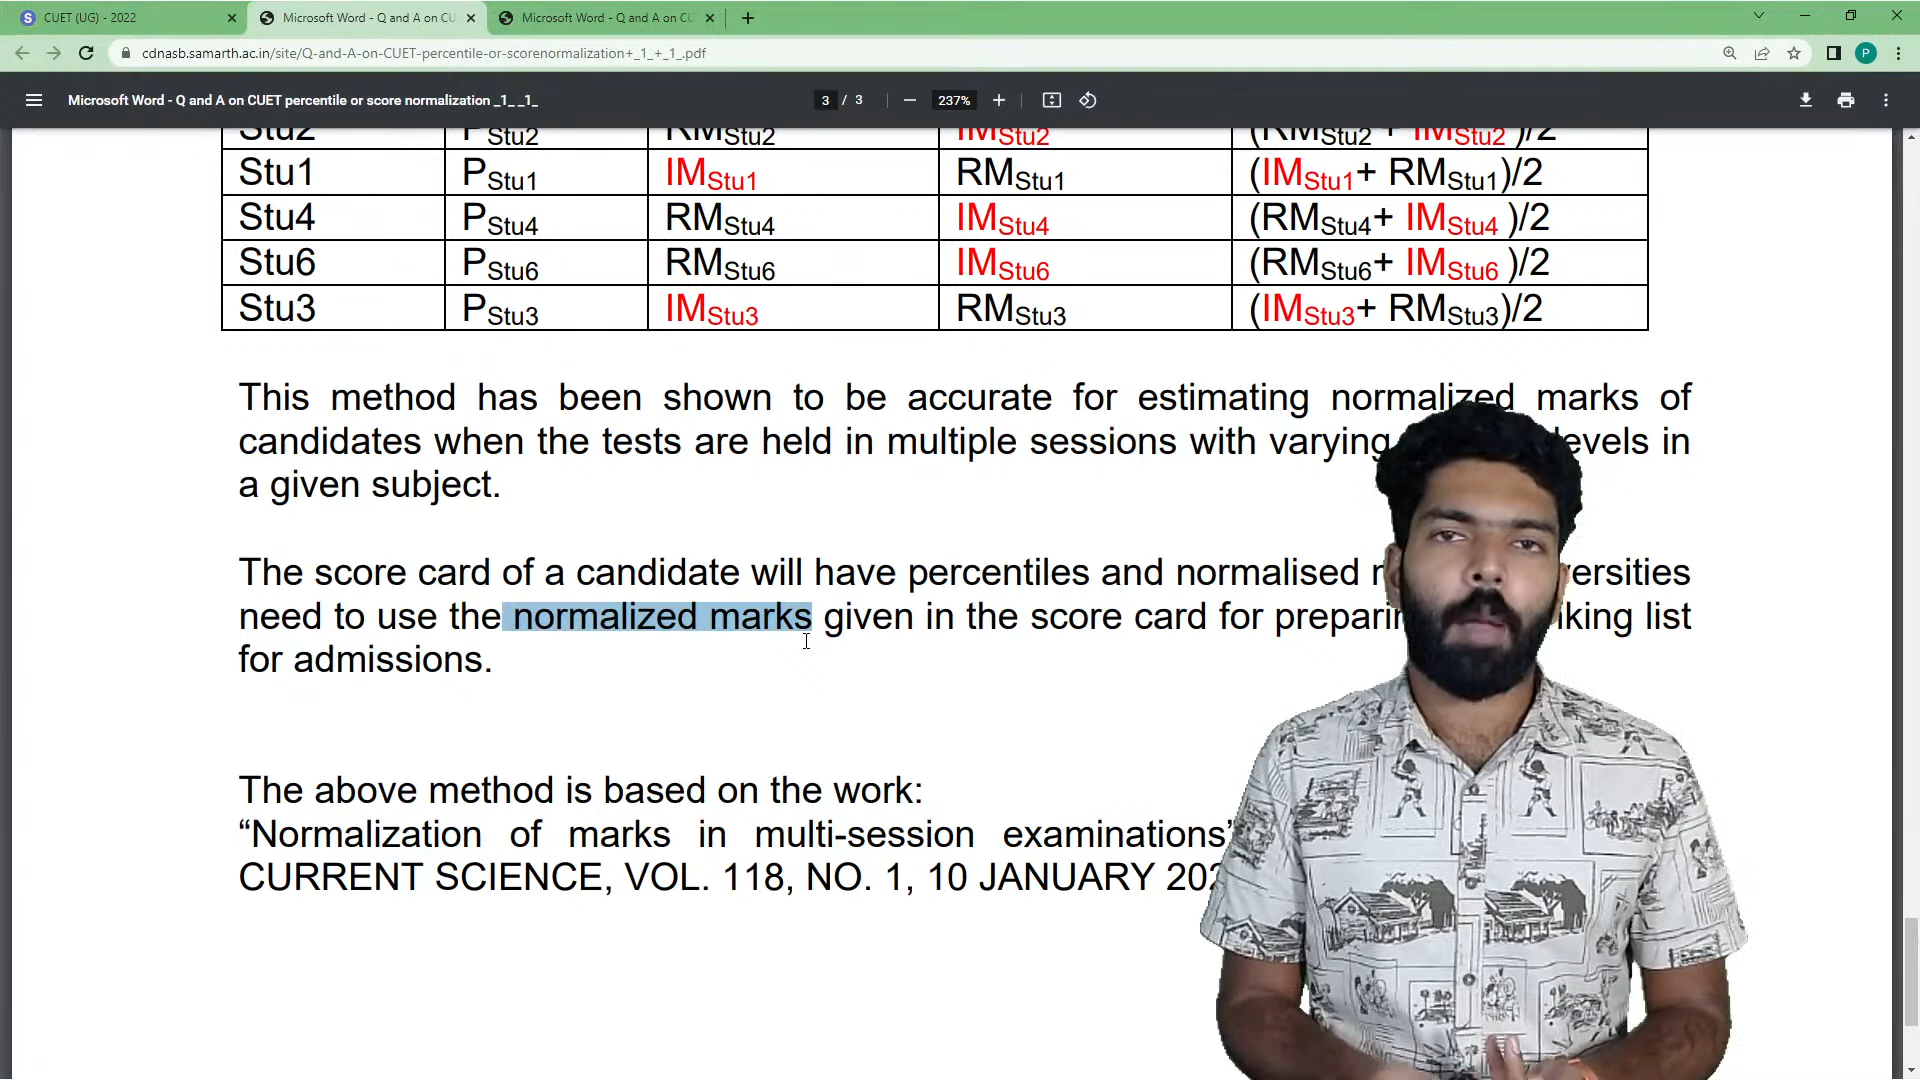 CUET (UG) - 2022
Microsoft Word - Q and A on CU
Microsoft Word - Q and A on CU
cdnasb.samarth.ac.in/site/Q-and-A-on-CUET-percentile-or-scorenormalization+_1_+_1_.pdf
P
Microsoft Word - Q and A on CUET percentile or score normalization _1_ _1_
3 / 3
237%
Stu2 PStu2 RMStu2 IMStu2 (RMStu2 + IMStu2 )/2
Stu1 PStu1 IMStu1 RMStu1 (IMStu1+ RMStu1)/2
Stu4 PStu4 RMStu4 IMStu4 (RMStu4+ IMStu4 )/2
Stu6 PStu6 RMStu6 IMStu6 (RMStu6+ IMStu6 )/2
Stu3 PStu3 IMStu3 RMStu3 (IMStu3+ RMStu3)/2
This method has been shown to be accurate for estimating normalized marks of
candidates when the tests are held in multiple sessions with varying levels in
a given subject.
The score card of a candidate will have percentiles and normalised
need to use the normalized marks given in the score card for list
for admissions.
The above method is based on the work:
“Normalization of marks in multi-session examinations”
CURRENT SCIENCE, VOL. 118, NO. 1, 10 JANUARY